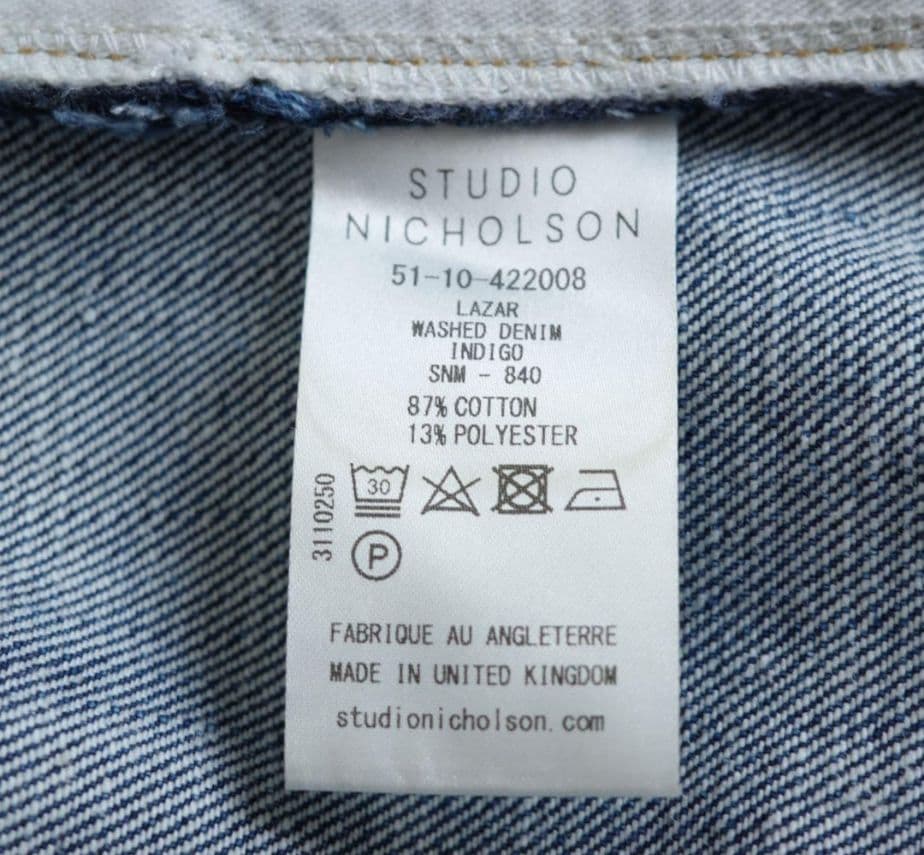 STUDIO
NICHOLSON
51-10-422008
LAZAR
WASHED DENIM
INDIGO
SNM - 840
87% COTTON
13% POLYESTER
3110250
30
P
FABRIQUE AU ANGLETERRE
MADE IN UNITED KINGDOM
studionicholson.com